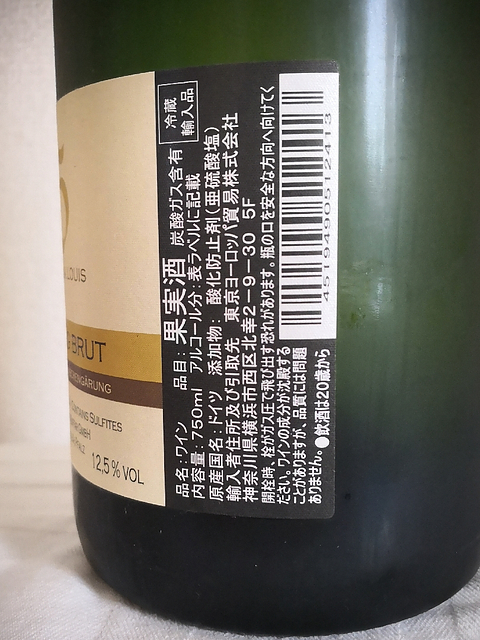 LOUIS
BRUT
CHENGÄRUNG
CONTAINS SULFITES
GmbH
12,5 % VOL
品名:ワイン 品目:果実酒 炭酸ガス含有
冷蔵
輸入品
内容量:750ml アルコール分:表ラベルに記載
原産国名:ドイツ 添加物:酸化防止剤(亜硫酸塩)
輸入者住所及び引取先 東京ヨーロッパ貿易株式会社
神奈川県横浜市西区北幸2-9-30 5F
開栓時、栓がガス圧で飛び出す恐れがあります。瓶の口を安全な方向へ向けてく
ださい。ワインの成分が沈殿する
ことがありますが、品質には問題
ありません。●飲酒は20歳から
4519490512413